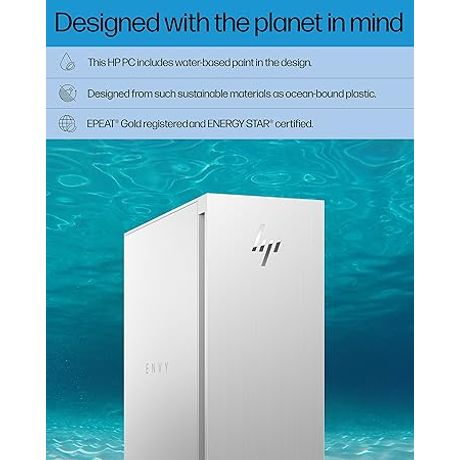 Designed with the planet in mind
This HP PC includes water-based paint in the design.
Designed from such sustainable materials as ocean-bound plastic.
EPEAT® Gold registered and ENERGY STAR® certified.
hp
ENVY